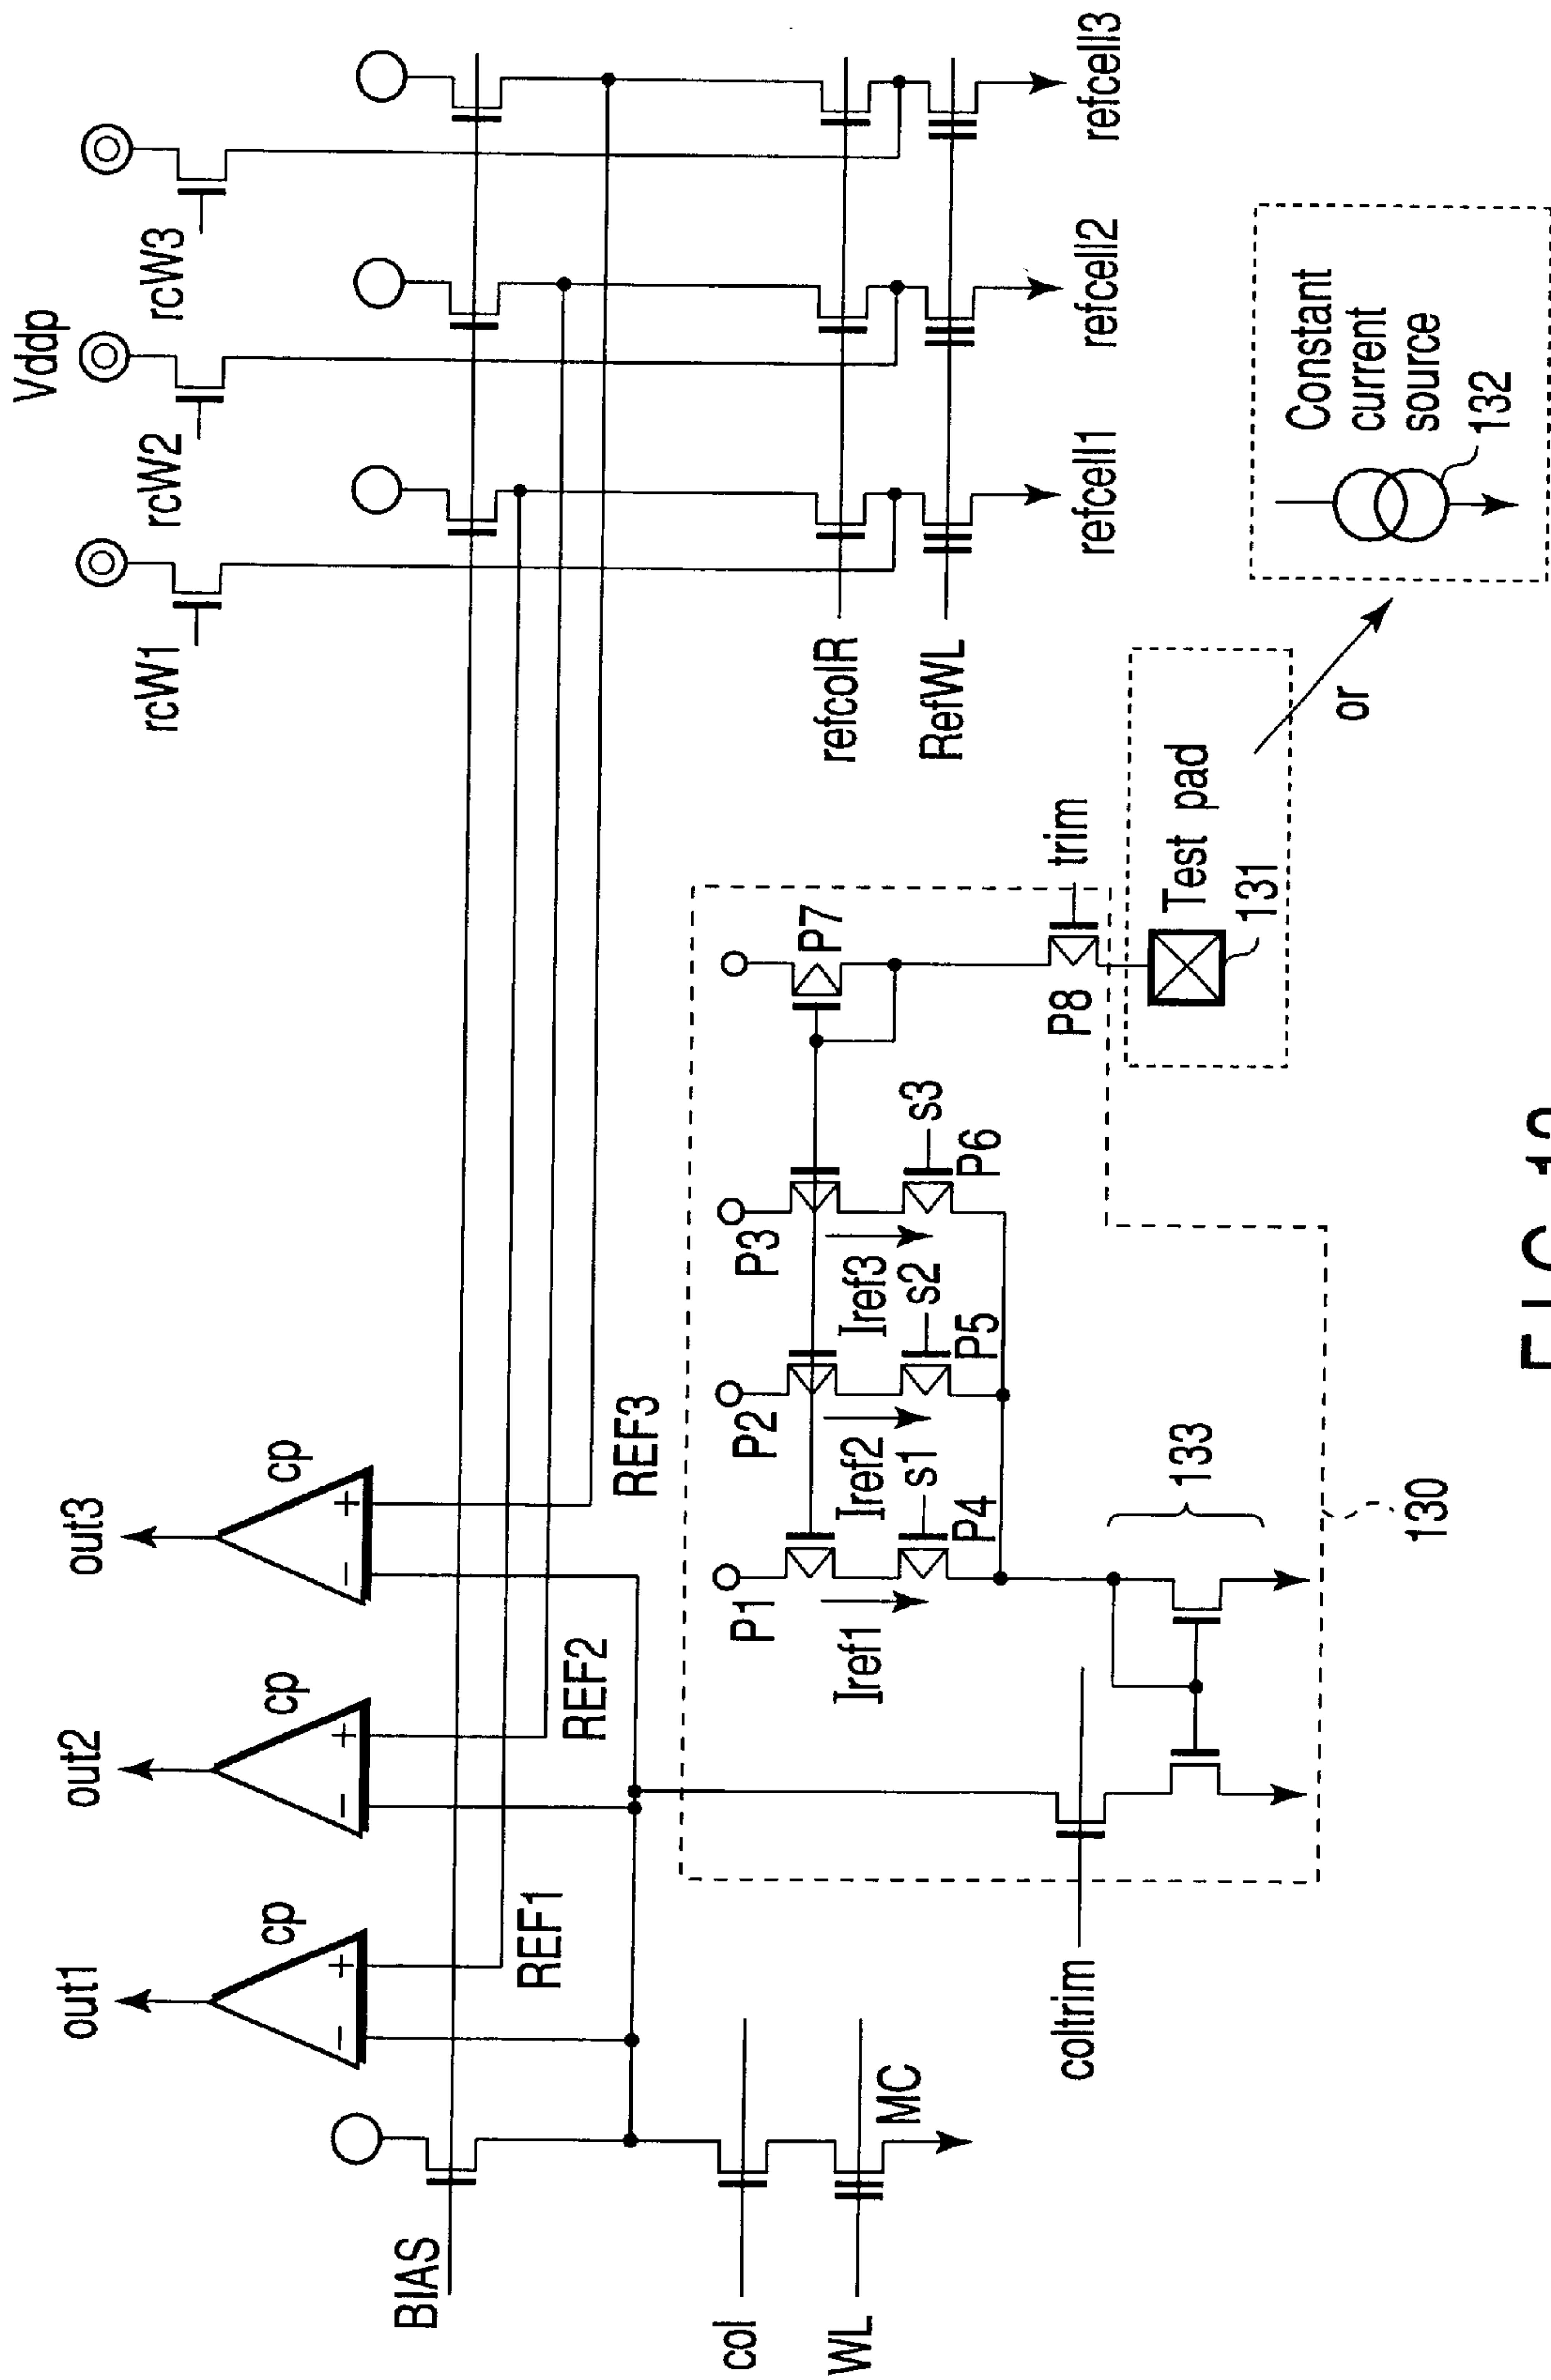 out1
out2
out3
cp
cp
cp
−
+
−
+
−
+
REF1
REF2
REF3
BIAS
col
WL
MC
coltrim
Vddp
rcW1
rcW2
rcW3
refcolR
RefWL
refcell1
refcell2
refcell3
P1
P2
P3
P7
Iref1
Iref2
Iref3
s1
s2
s3
P4
P5
P6
P8
trim
133
130
Test pad
131
or
Constant
current
source
132